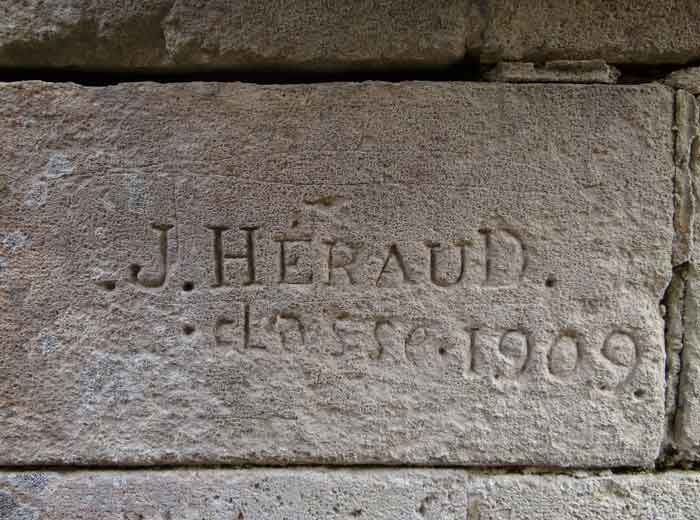 . J. HÉRAUD.
. cLasse. 1909.